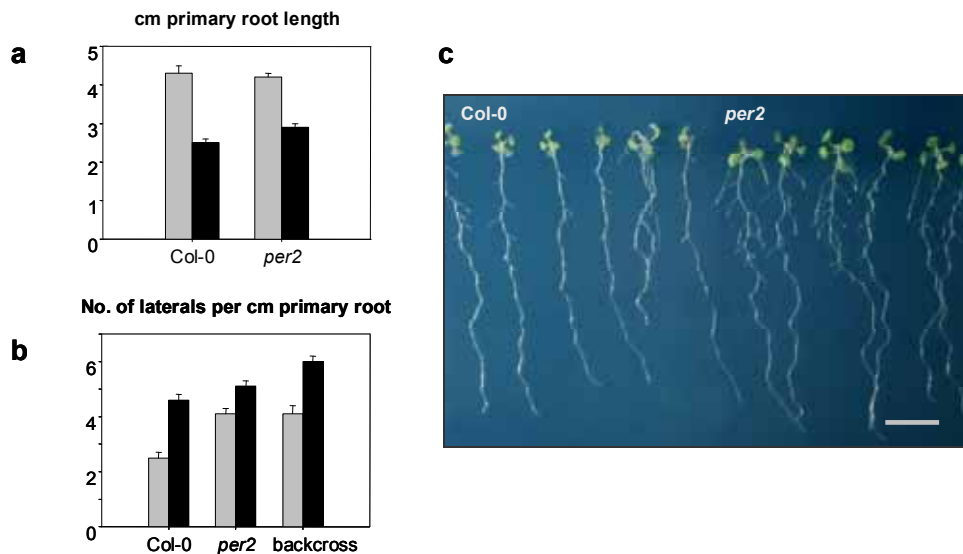 a
cm primary root length
5
4
3
2
1
0
Col-0 per2
b
No. of laterals per cm primary root
6
4
2
0
Col-0 per2 backcross
c
Col-0 per2